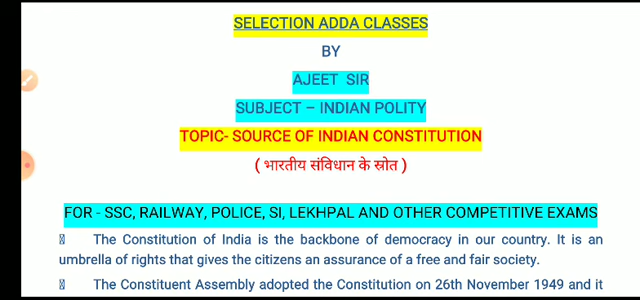 SELECTION ADDA CLASSES
BY
AJEET SIR
SUBJECT – INDIAN POLITY
TOPIC- SOURCE OF INDIAN CONSTITUTION
( भारतीय संविधान के स्रोत )
FOR - SSC, RAILWAY, POLICE, SI, LEKHPAL AND OTHER COMPETITIVE EXAMS
The Constitution of India is the backbone of democracy in our country. It is an
umbrella of rights that gives the citizens an assurance of a free and fair society.
The Constituent Assembly adopted the Constitution on 26th November 1949 and it